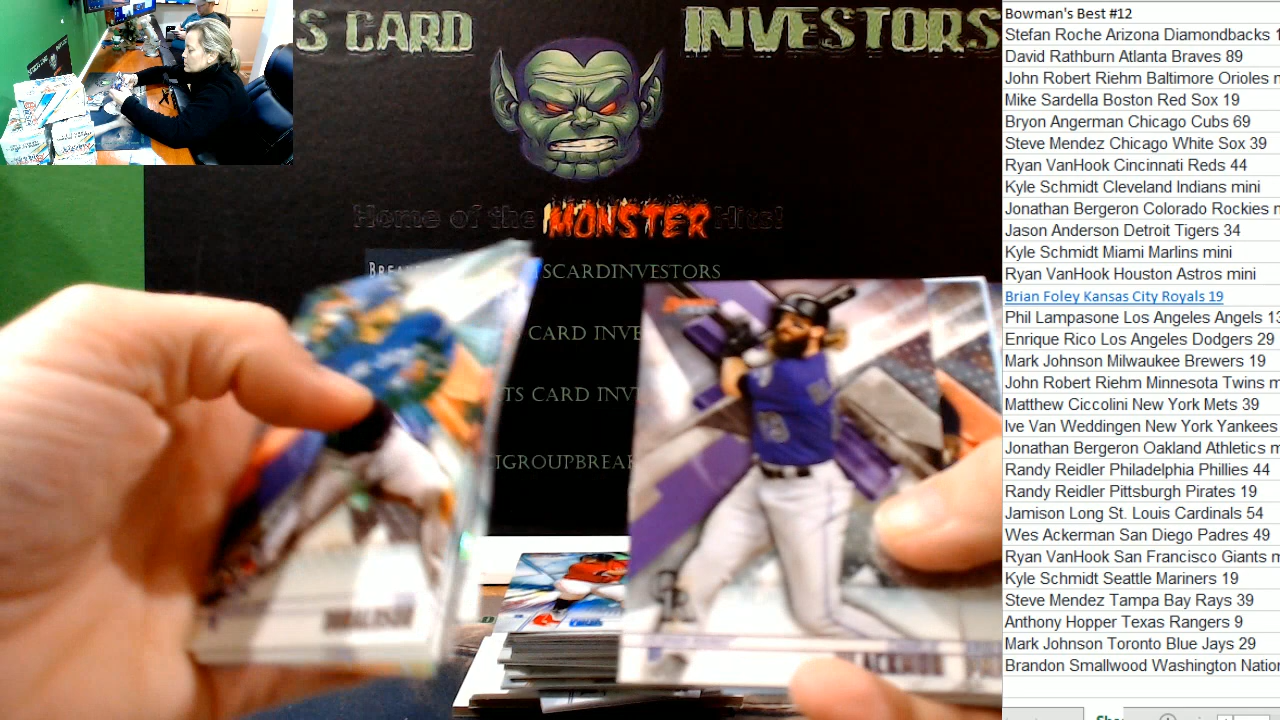 S CARD INVESTORS
Home of the MONSTER Hits!
TSCARDINVESTORS
CARD INVE
TS CARD INV
IGROUPBREA
Bowman's Best #12
Stefan Roche Arizona Diamondbacks 1
David Rathburn Atlanta Braves 89
John Robert Riehm Baltimore Orioles m
Mike Sardella Boston Red Sox 19
Bryon Angerman Chicago Cubs 69
Steve Mendez Chicago White Sox 39
Ryan VanHook Cincinnati Reds 44
Kyle Schmidt Cleveland Indians mini
Jonathan Bergeron Colorado Rockies m
Jason Anderson Detroit Tigers 34
Kyle Schmidt Miami Marlins mini
Ryan VanHook Houston Astros mini
Brian Foley Kansas City Royals 19
Phil Lampasone Los Angeles Angels 13
Enrique Rico Los Angeles Dodgers 29
Mark Johnson Milwaukee Brewers 19
John Robert Riehm Minnesota Twins m
Matthew Ciccolini New York Mets 39
Ive Van Weddingen New York Yankees
Jonathan Bergeron Oakland Athletics m
Randy Reidler Philadelphia Phillies 44
Randy Reidler Pittsburgh Pirates 19
Jamison Long St. Louis Cardinals 54
Wes Ackerman San Diego Padres 49
Ryan VanHook San Francisco Giants m
Kyle Schmidt Seattle Mariners 19
Steve Mendez Tampa Bay Rays 39
Anthony Hopper Texas Rangers 9
Mark Johnson Toronto Blue Jays 29
Brandon Smallwood Washington Nation